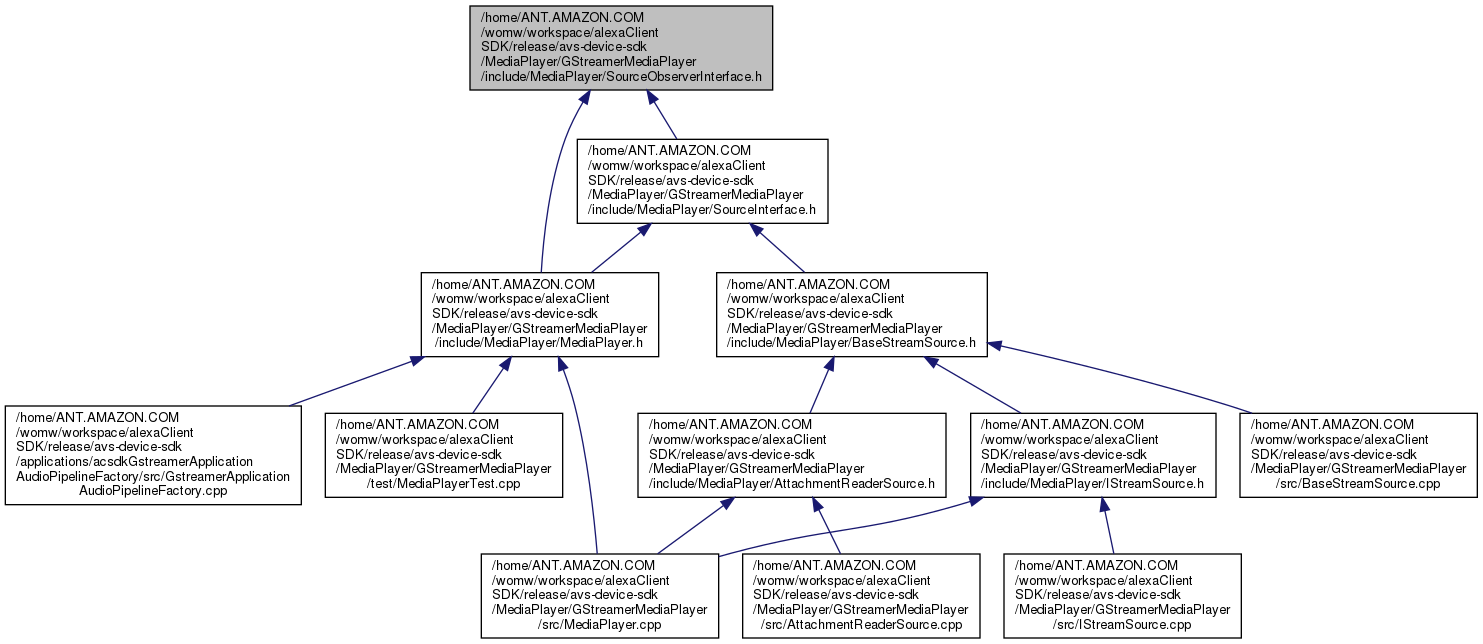 /home/ANT.AMAZON.COM
/womw/workspace/alexaClient
SDK/release/avs-device-sdk
/MediaPlayer/GStreamerMediaPlayer
/include/MediaPlayer/SourceObserverInterface.h
/home/ANT.AMAZON.COM
/womw/workspace/alexaClient
SDK/release/avs-device-sdk
/MediaPlayer/GStreamerMediaPlayer
/include/MediaPlayer/SourceInterface.h
/home/ANT.AMAZON.COM
/womw/workspace/alexaClient
SDK/release/avs-device-sdk
/MediaPlayer/GStreamerMediaPlayer
/include/MediaPlayer/MediaPlayer.h
/home/ANT.AMAZON.COM
/womw/workspace/alexaClient
SDK/release/avs-device-sdk
/MediaPlayer/GStreamerMediaPlayer
/include/MediaPlayer/BaseStreamSource.h
/home/ANT.AMAZON.COM
/womw/workspace/alexaClient
SDK/release/avs-device-sdk
/applications/acsdkGstreamerApplication
AudioPipelineFactory/src/GstreamerApplication
AudioPipelineFactory.cpp
/home/ANT.AMAZON.COM
/womw/workspace/alexaClient
SDK/release/avs-device-sdk
/MediaPlayer/GStreamerMediaPlayer
/test/MediaPlayerTest.cpp
/home/ANT.AMAZON.COM
/womw/workspace/alexaClient
SDK/release/avs-device-sdk
/MediaPlayer/GStreamerMediaPlayer
/include/MediaPlayer/AttachmentReaderSource.h
/home/ANT.AMAZON.COM
/womw/workspace/alexaClient
SDK/release/avs-device-sdk
/MediaPlayer/GStreamerMediaPlayer
/include/MediaPlayer/IStreamSource.h
/home/ANT.AMAZON.COM
/womw/workspace/alexaClient
SDK/release/avs-device-sdk
/MediaPlayer/GStreamerMediaPlayer
/src/BaseStreamSource.cpp
/home/ANT.AMAZON.COM
/womw/workspace/alexaClient
SDK/release/avs-device-sdk
/MediaPlayer/GStreamerMediaPlayer
/src/MediaPlayer.cpp
/home/ANT.AMAZON.COM
/womw/workspace/alexaClient
SDK/release/avs-device-sdk
/MediaPlayer/GStreamerMediaPlayer
/src/AttachmentReaderSource.cpp
/home/ANT.AMAZON.COM
/womw/workspace/alexaClient
SDK/release/avs-device-sdk
/MediaPlayer/GStreamerMediaPlayer
/src/IStreamSource.cpp